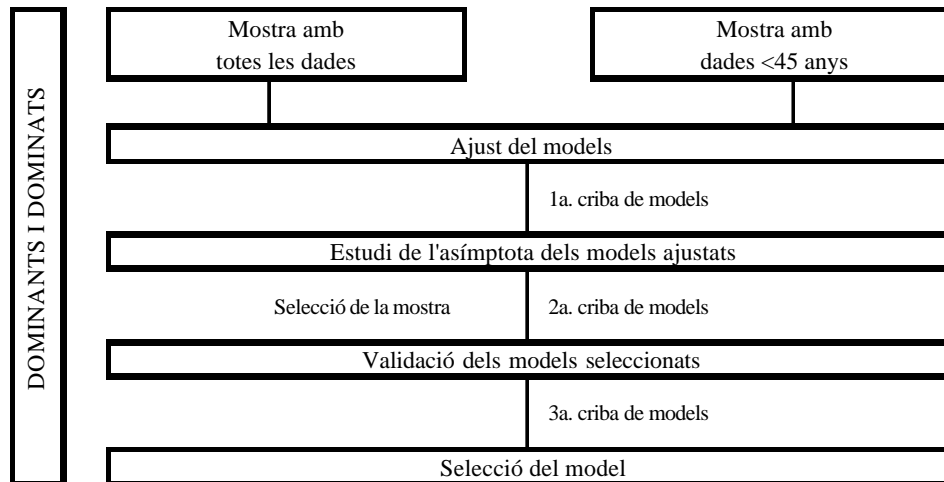 DOMINANTS I DOMINATS
Mostra amb
totes les dades
Mostra amb
dades <45 anys
Ajust del models
1a. criba de models
Estudi de l'asímptota dels models ajustats
Selecció de la mostra
2a. criba de models
Validació dels models seleccionats
3a. criba de models
Selecció del model